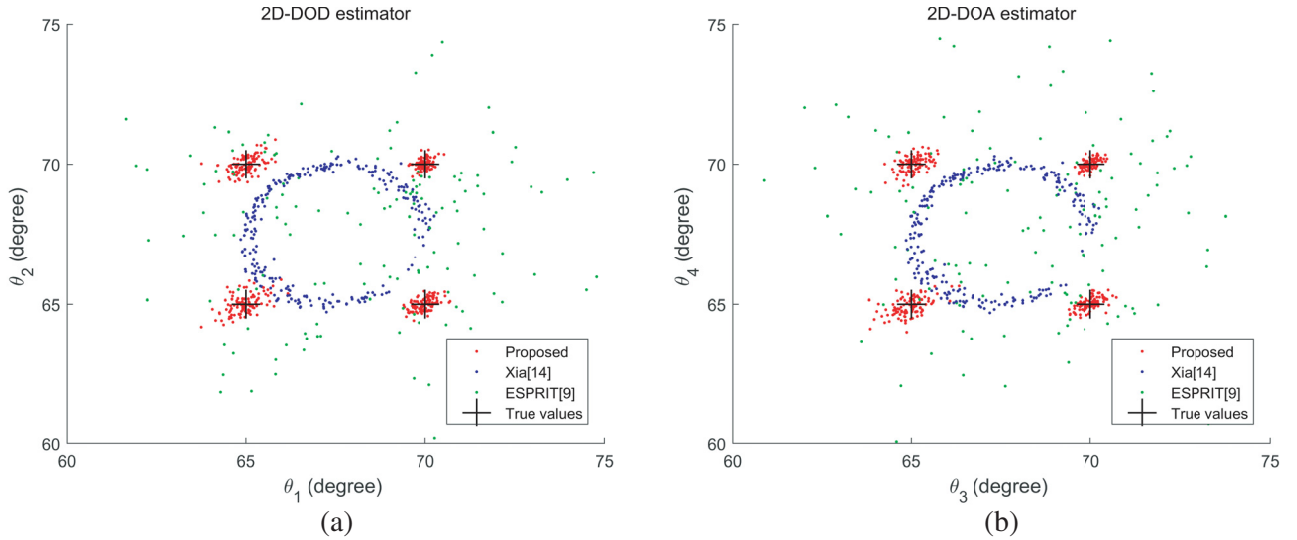 2D-DOD estimator
75
70
65
60
60
65
70
75
θ2 (degree)
θ1 (degree)
Proposed
Xia[14]
ESPRIT[9]
True values
(a)
2D-DOA estimator
75
70
65
60
60
65
70
75
θ4 (degree)
θ3 (degree)
Proposed
Xia[14]
ESPRIT[9]
True values
(b)